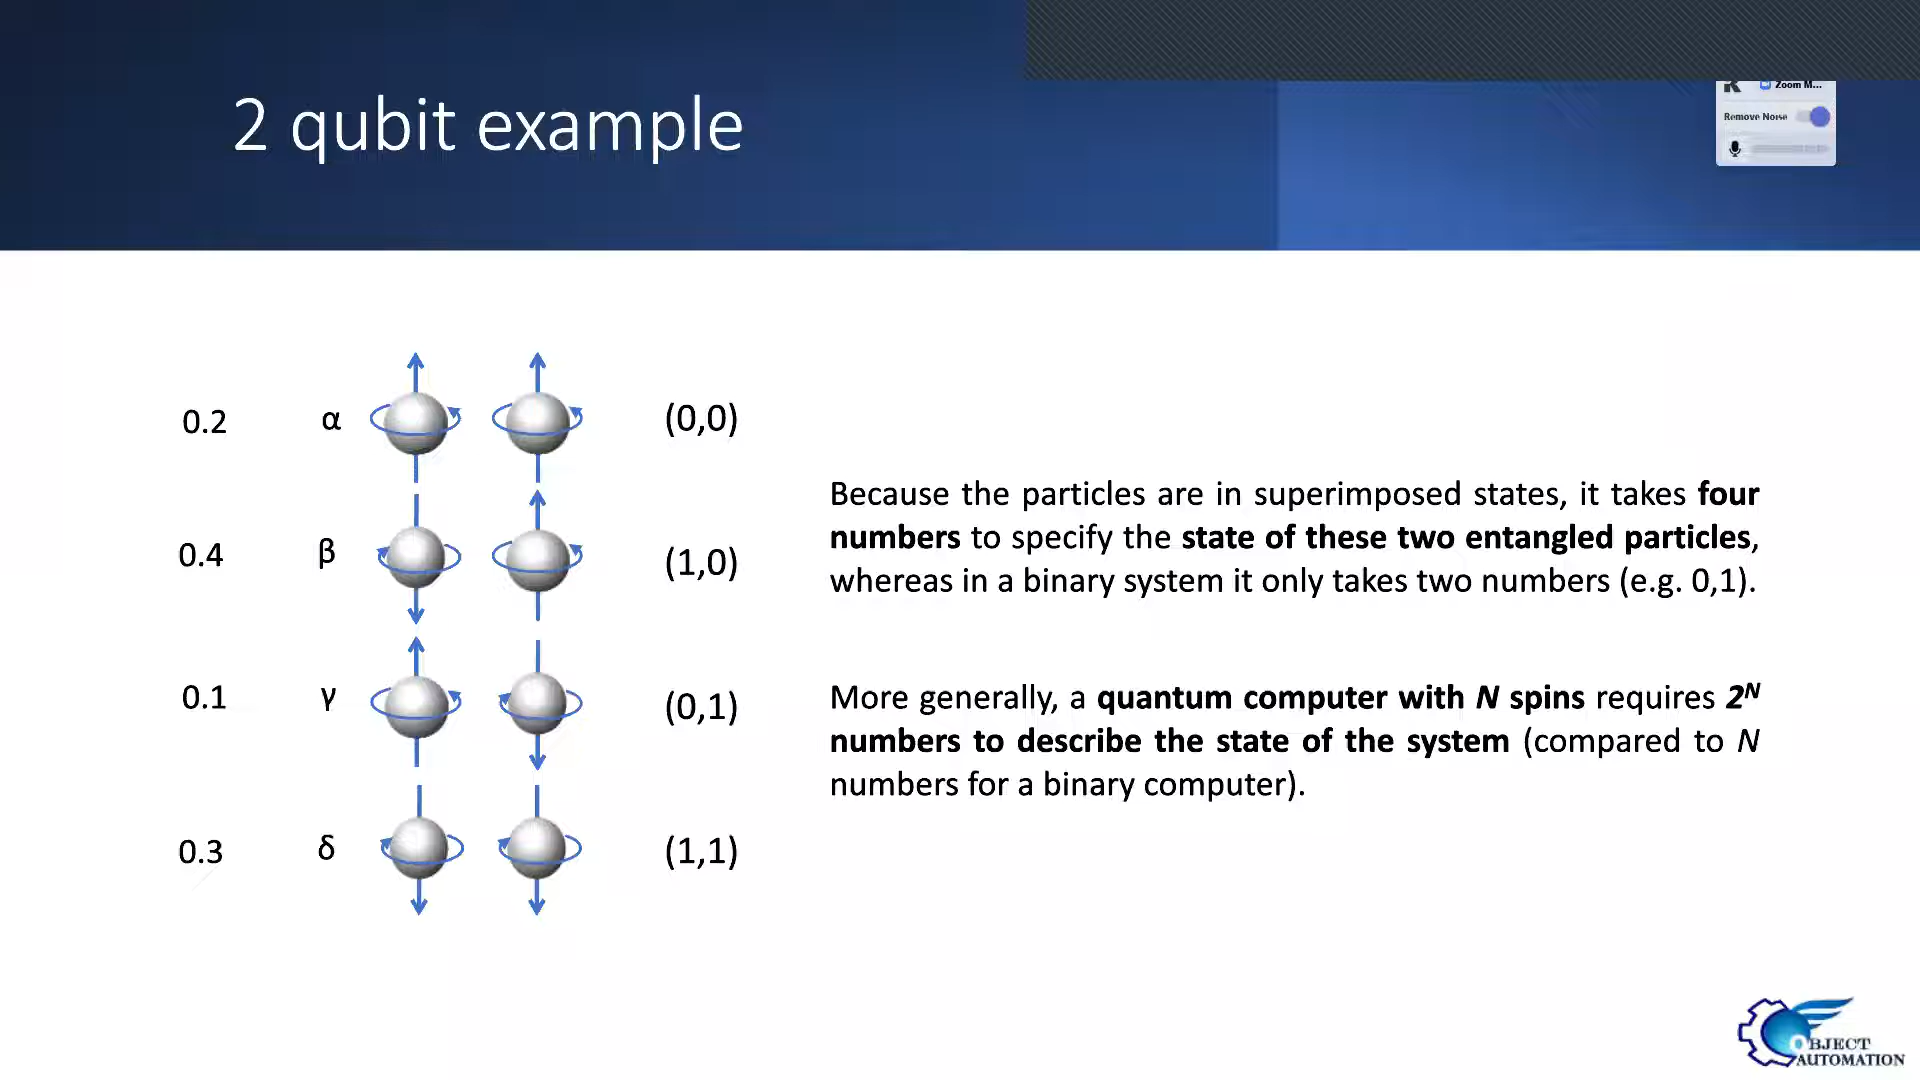 Zoom M...
Remove Noise
2 qubit example
0.2 α (0,0)
0.4 β (1,0)
0.1 γ (0,1)
0.3 δ (1,1)
Because the particles are in superimposed states, it takes four
numbers to specify the state of these two entangled particles,
whereas in a binary system it only takes two numbers (e.g. 0,1).
More generally, a quantum computer with N spins requires 2ᴺ
numbers to describe the state of the system (compared to N
numbers for a binary computer).
OBJECT
AUTOMATION